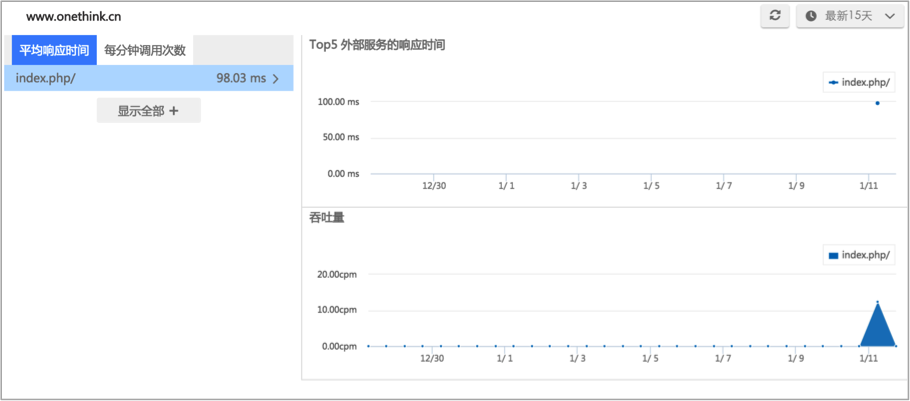 www.onethink.cn
最新15天
平均响应时间 每分钟调用次数
index.php/ 98.03 ms
显示全部
Top5 外部服务的响应时间
index.php/
100.00 ms
50.00 ms
0.00 ms
12/30 1/ 1 1/ 3 1/ 5 1/ 7 1/ 9 1/11
吞吐量
index.php/
20.00cpm
10.00cpm
0.00cpm
12/30 1/ 1 1/ 3 1/ 5 1/ 7 1/ 9 1/11